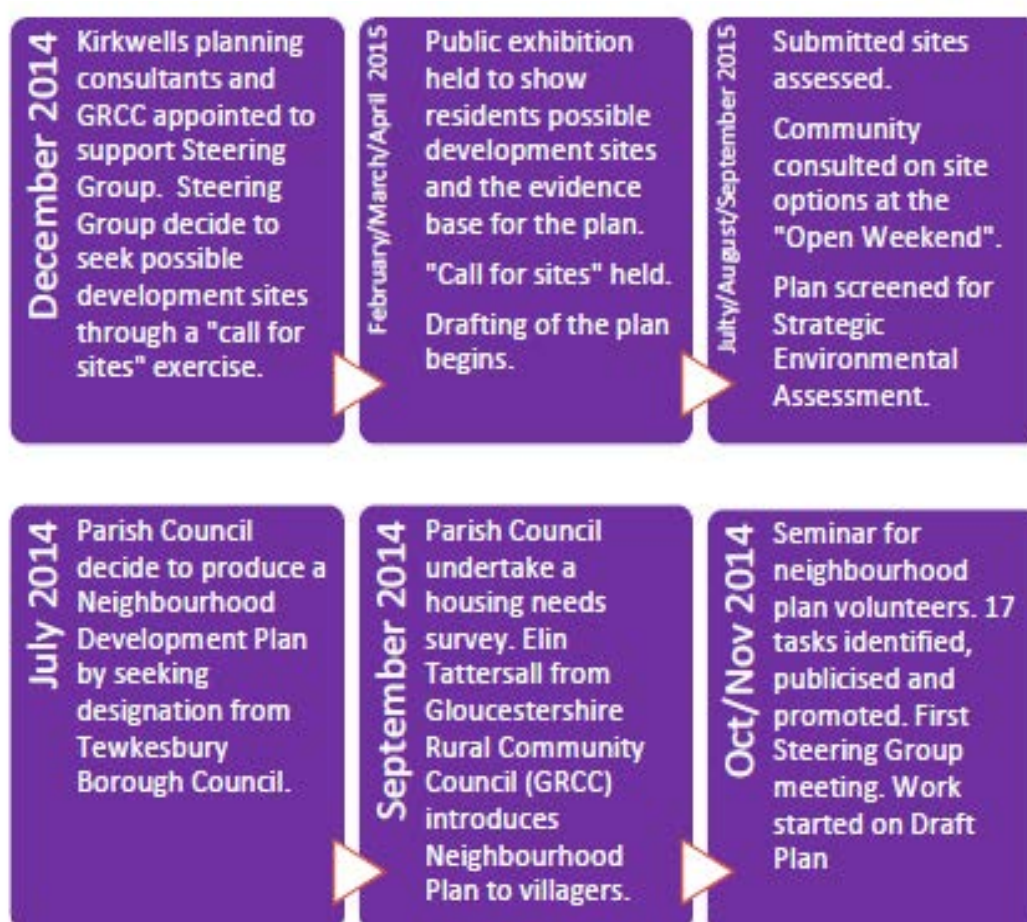 December 2014
Kirkwells planning
consultants and
GRCC appointed to
support Steering
Group. Steering
Group decide to
seek possible
development sites
through a "call for
sites" exercise.
February/March/April 2015
Public exhibition
held to show
residents possible
development sites
and the evidence
base for the plan.
"Call for sites" held.
Drafting of the plan
begins.
Julty/August/September 2015
Submitted sites
assessed.
Community
consulted on site
options at the
"Open Weekend".
Plan screened for
Strategic
Environmental
Assessment.
July 2014
Parish Council
decide to produce a
Neighbourhood
Development Plan
by seeking
designation from
Tewkesbury
Borough Council.
September 2014
Parish Council
undertake a
housing needs
survey. Elin
Tattersall from
Gloucestershire
Rural Community
Council (GRCC)
introduces
Neighbourhood
Plan to villagers.
Oct/Nov 2014
Seminar for
neighbourhood
plan volunteers. 17
tasks identified,
publicised and
promoted. First
Steering Group
meeting. Work
started on Draft
Plan